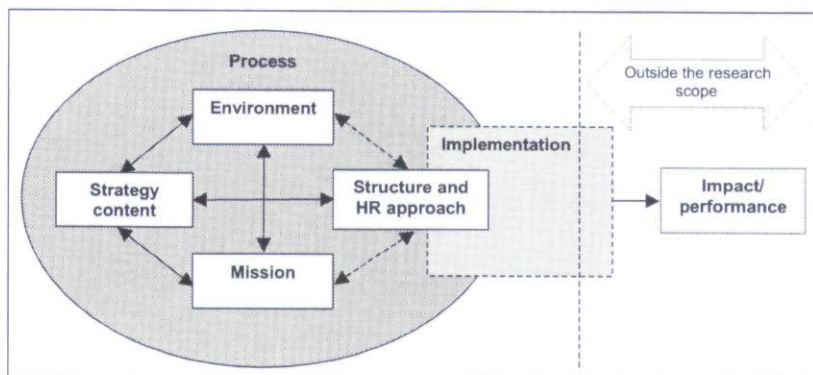 Process
Outside the research
scope
Environment
Implementation
Strategy
content
Structure and
HR approach
Impact/
performance
Mission